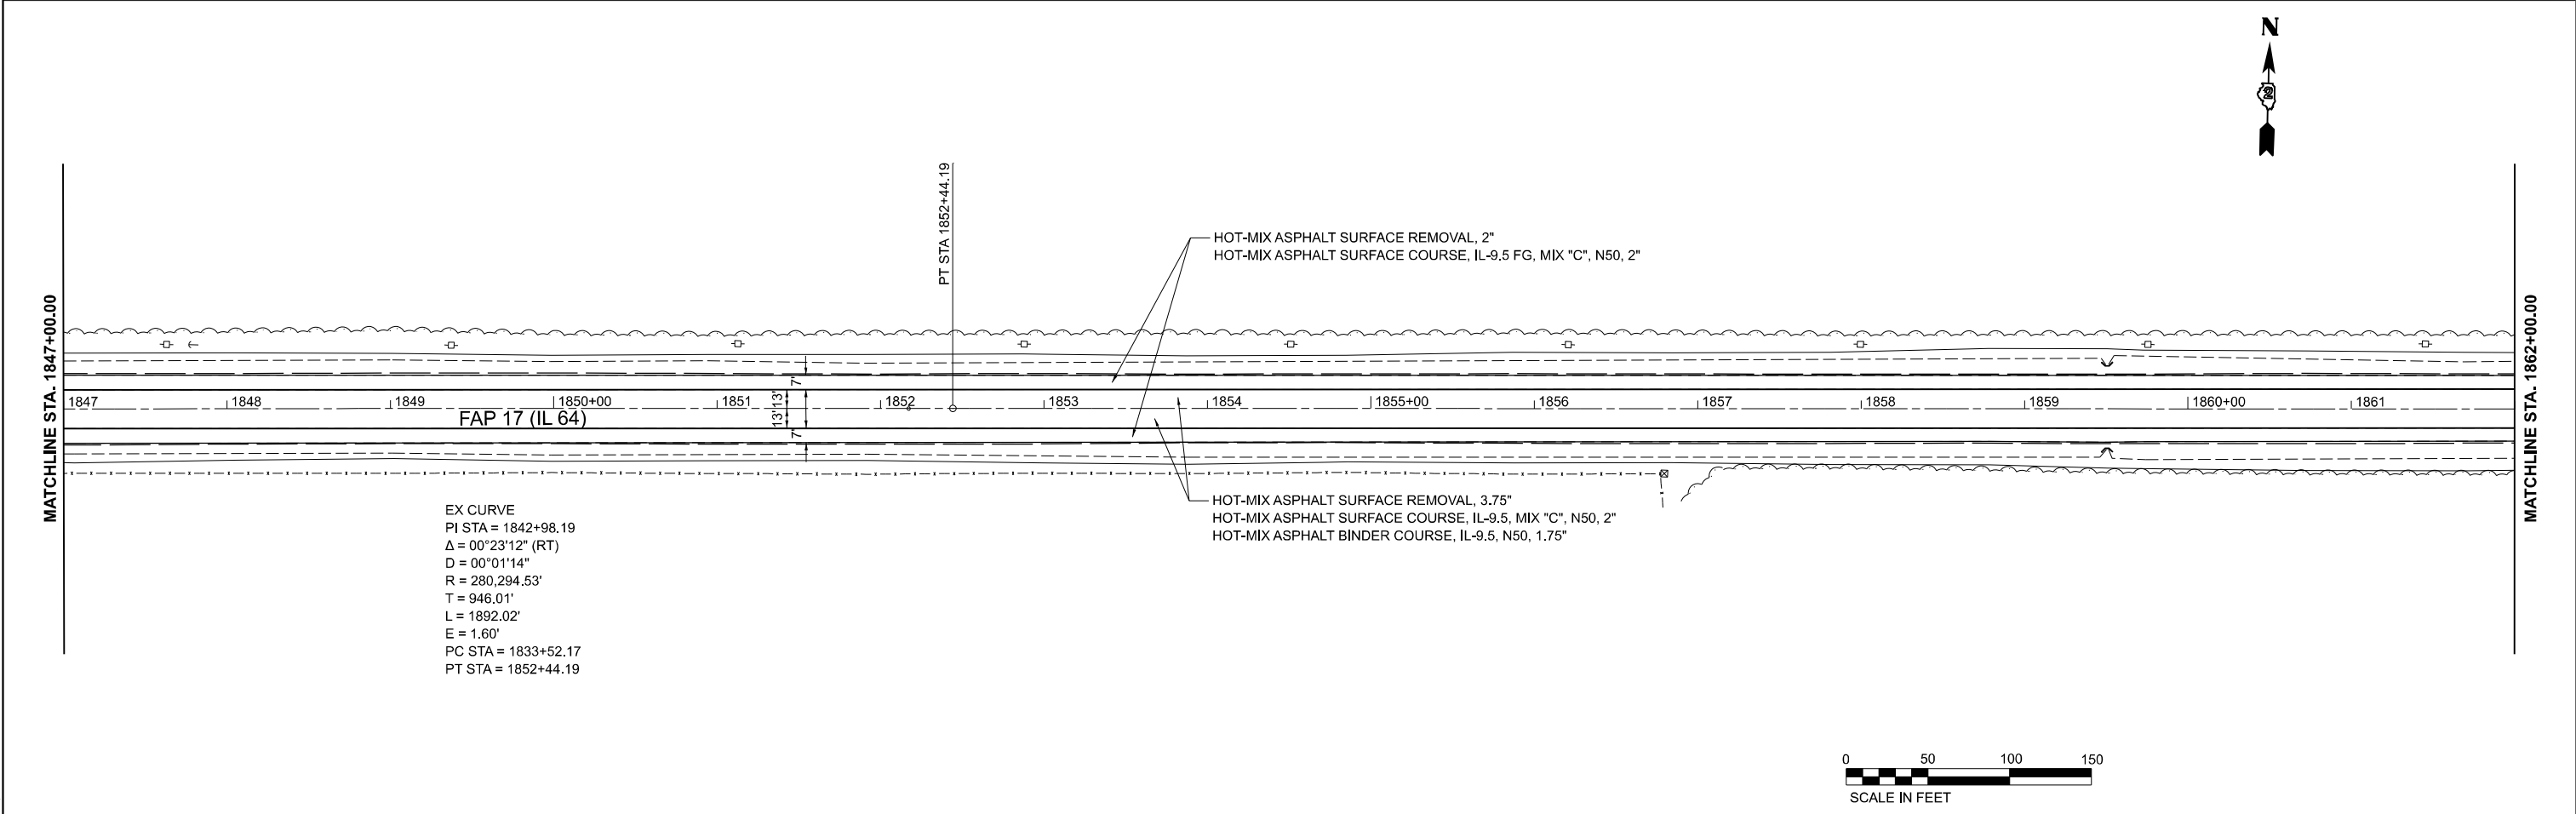 N
2
PT STA 1852+44.19
HOT-MIX ASPHALT SURFACE REMOVAL, 2"
HOT-MIX ASPHALT SURFACE COURSE, IL-9.5 FG, MIX "C", N50, 2"
MATCHLINE STA. 1847+00.00
MATCHLINE STA. 1862+00.00
7'
13'
13'
7'
1847 1848 1849 1850+00 1851 1852 1853 1854 1855+00 1856 1857 1858 1859 1860+00 1861
FAP 17 (IL 64)
HOT-MIX ASPHALT SURFACE REMOVAL, 3.75"
HOT-MIX ASPHALT SURFACE COURSE, IL-9.5, MIX "C", N50, 2"
HOT-MIX ASPHALT BINDER COURSE, IL-9.5, N50, 1.75"
EX CURVE
PI STA = 1842+98.19
Δ = 00°23'12" (RT)
D = 00°01'14"
R = 280,294.53'
T = 946.01'
L = 1892.02'
E = 1.60'
PC STA = 1833+52.17
PT STA = 1852+44.19
0 50 100 150
SCALE IN FEET